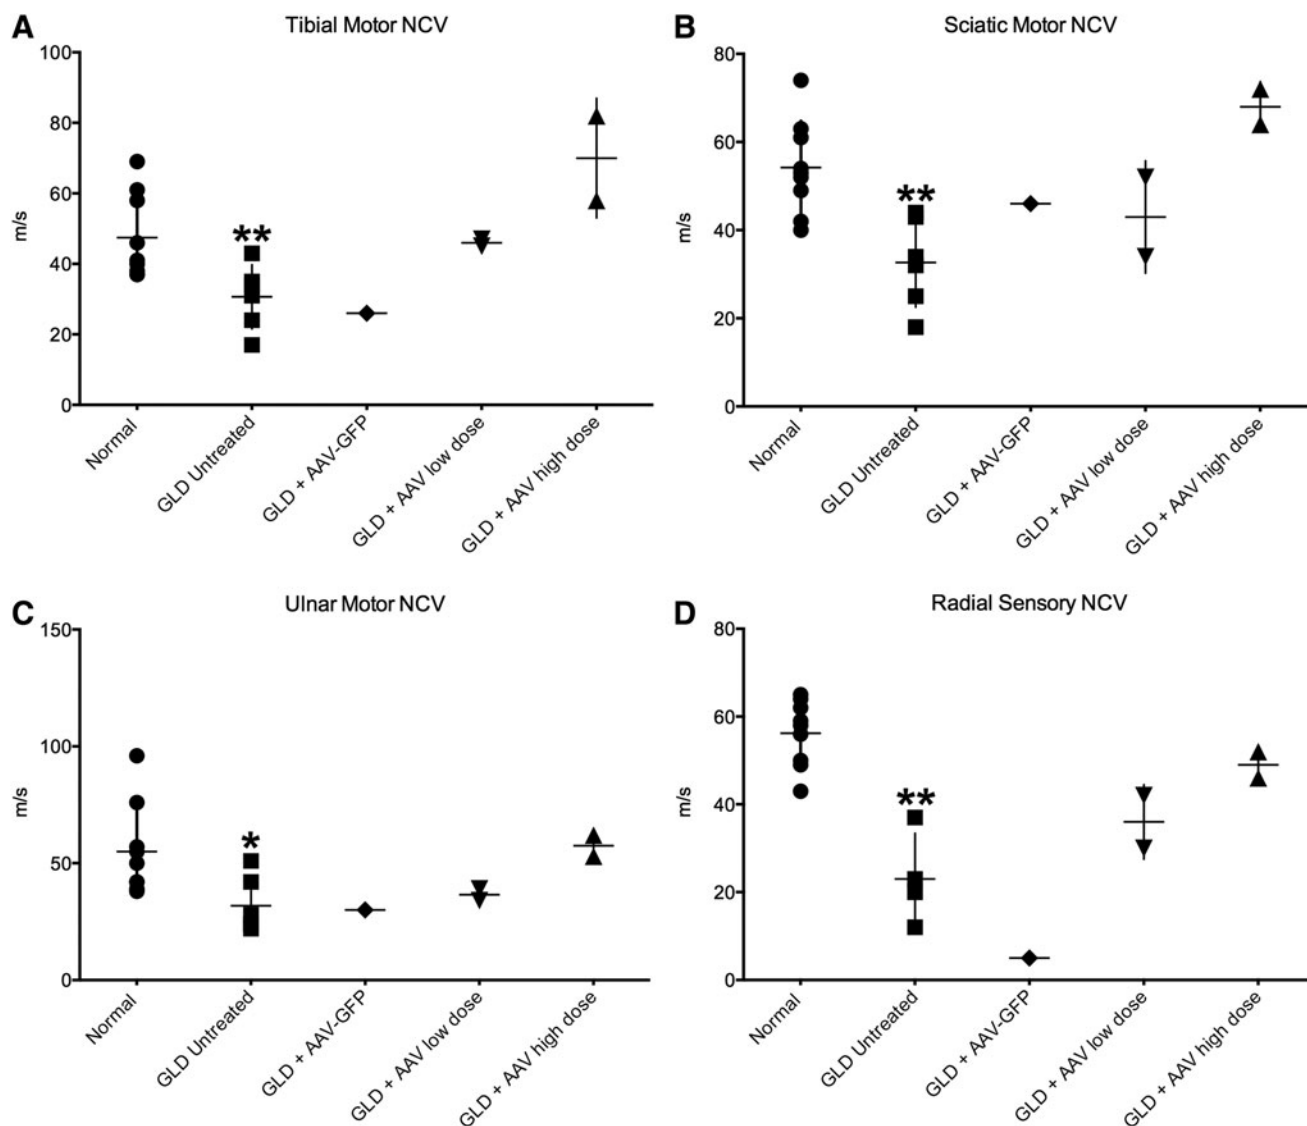 A
Tibial Motor NCV
100
80
60
40
20
0
m/s
**
Normal
GLD Untreated
GLD + AAV-GFP
GLD + AAV low dose
GLD + AAV high dose
B
Sciatic Motor NCV
80
60
40
20
0
m/s
**
Normal
GLD Untreated
GLD + AAV-GFP
GLD + AAV low dose
GLD + AAV high dose
C
Ulnar Motor NCV
150
100
50
0
m/s
*
Normal
GLD Untreated
GLD + AAV-GFP
GLD + AAV low dose
GLD + AAV high dose
D
Radial Sensory NCV
80
60
40
20
0
m/s
**
Normal
GLD Untreated
GLD + AAV-GFP
GLD + AAV low dose
GLD + AAV high dose